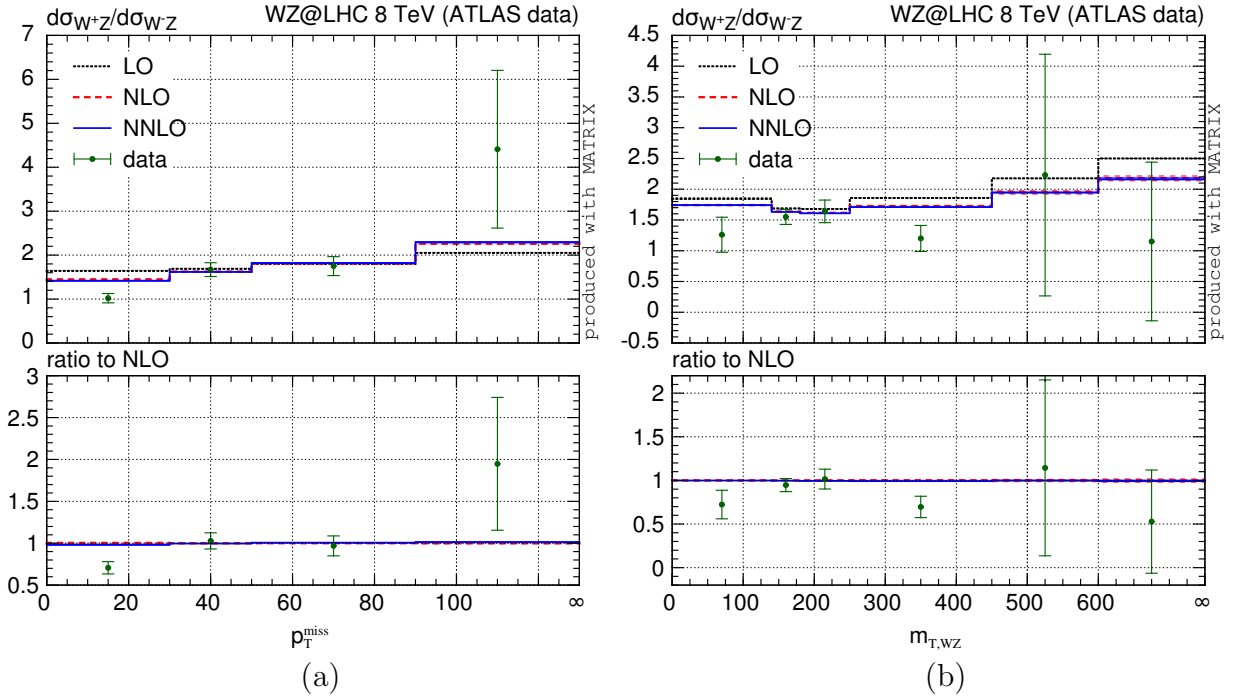 dσW⁺Z/dσW⁻Z
WZ@LHC 8 TeV (ATLAS data)
7
6
5
4
3
2
1
0
LO
NLO
NNLO
data
produced with MATRIX
ratio to NLO
3
2.5
2
1.5
1
0.5
0 20 40 60 80 100 ∞
pTmiss
(a)
dσW⁺Z/dσW⁻Z
WZ@LHC 8 TeV (ATLAS data)
4.5
4
3.5
3
2.5
2
1.5
1
0.5
0
-0.5
LO
NLO
NNLO
data
produced with MATRIX
ratio to NLO
2
1.5
1
0.5
0
0 100 200 300 400 500 600 ∞
mT,WZ
(b)